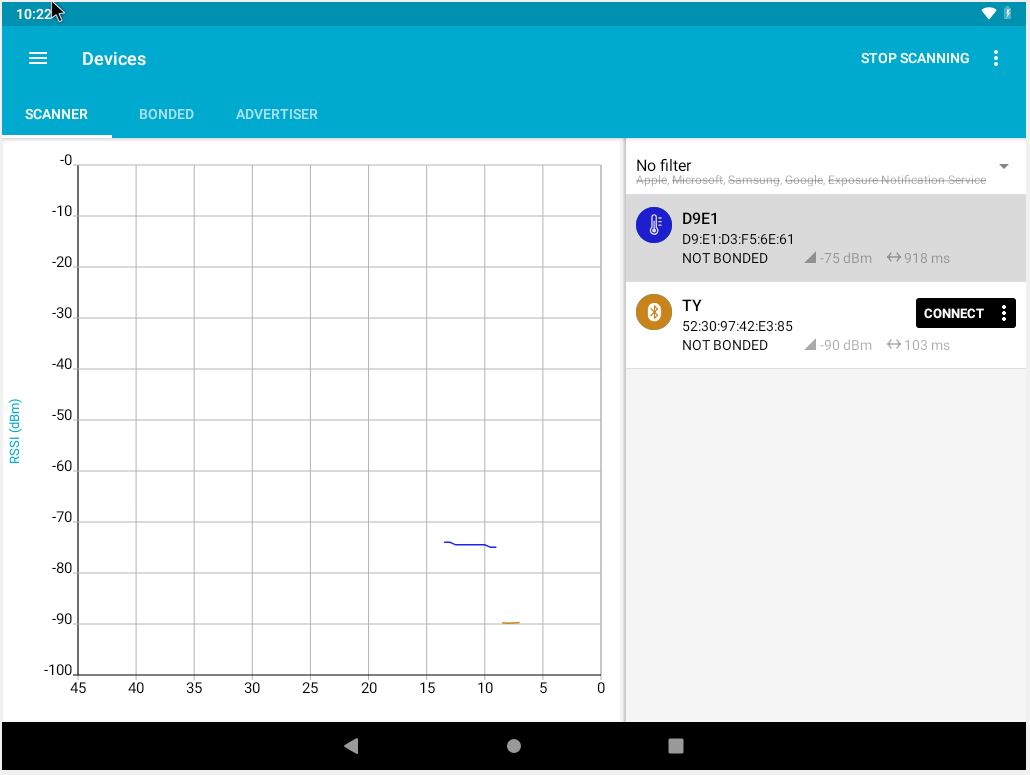 10:22
Devices
STOP SCANNING
SCANNER
BONDED
ADVERTISER
-0
-10
-20
-30
-40
-50
-60
-70
-80
-90
-100
RSSI (dBm)
45 40 35 30 25 20 15 10 5 0
No filter
Apple, Microsoft, Samsung, Google, Exposure Notification Service
D9E1
D9:E1:D3:F5:6E:61
NOT BONDED -75 dBm 918 ms
TY
CONNECT
52:30:97:42:E3:85
NOT BONDED -90 dBm 103 ms